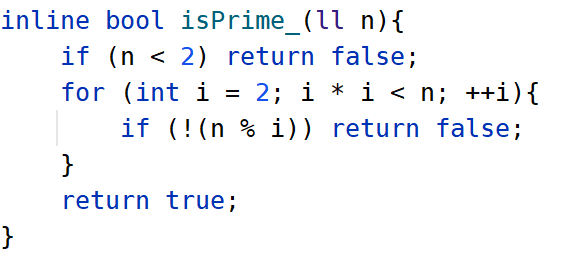 inline bool isPrime_(ll n){
    if (n < 2) return false;
    for (int i = 2; i * i < n; ++i){
        if (!(n % i)) return false;
    }
    return true;
}